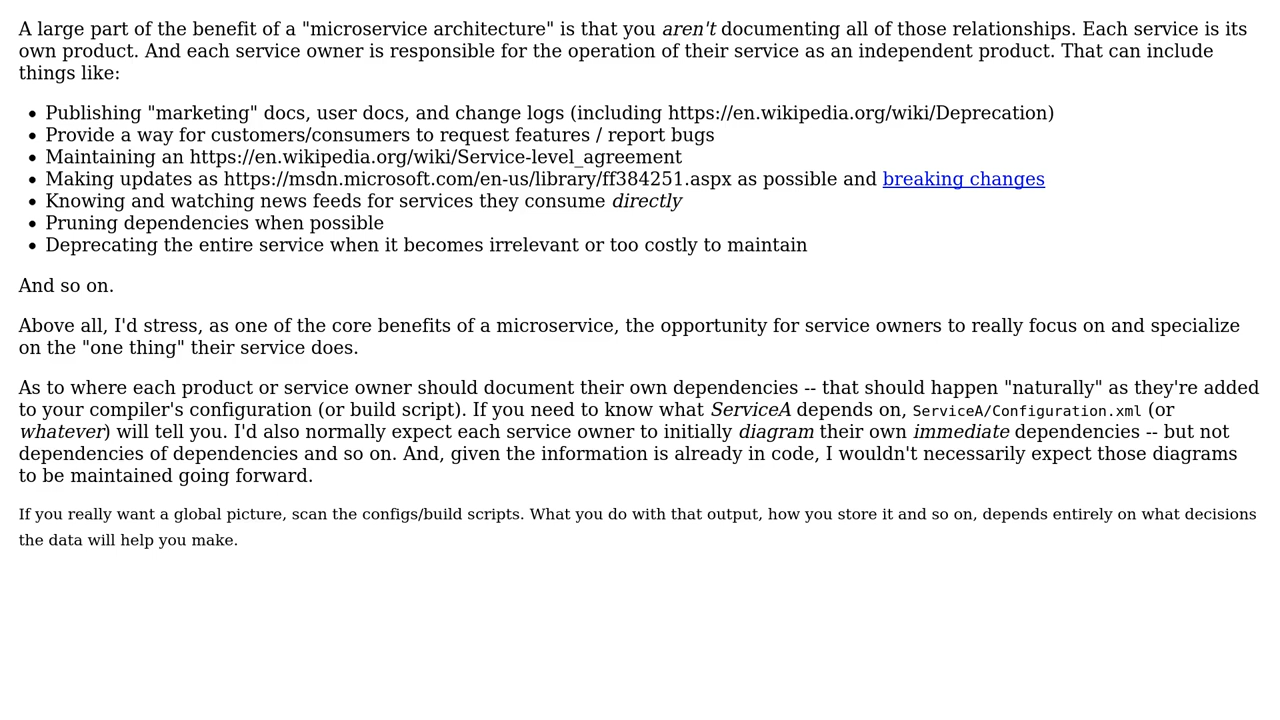 A large part of the benefit of a "microservice architecture" is that you aren't documenting all of those relationships. Each service is its
own product. And each service owner is responsible for the operation of their service as an independent product. That can include
things like:
• Publishing "marketing" docs, user docs, and change logs (including https://en.wikipedia.org/wiki/Deprecation)
• Provide a way for customers/consumers to request features / report bugs
• Maintaining an https://en.wikipedia.org/wiki/Service-level_agreement
• Making updates as https://msdn.microsoft.com/en-us/library/ff384251.aspx as possible and breaking changes
• Knowing and watching news feeds for services they consume directly
• Pruning dependencies when possible
• Deprecating the entire service when it becomes irrelevant or too costly to maintain
And so on.
Above all, I'd stress, as one of the core benefits of a microservice, the opportunity for service owners to really focus on and specialize
on the "one thing" their service does.
As to where each product or service owner should document their own dependencies -- that should happen "naturally" as they're added
to your compiler's configuration (or build script). If you need to know what ServiceA depends on, ServiceA/Configuration.xml (or
whatever) will tell you. I'd also normally expect each service owner to initially diagram their own immediate dependencies -- but not
dependencies of dependencies and so on. And, given the information is already in code, I wouldn't necessarily expect those diagrams
to be maintained going forward.
If you really want a global picture, scan the configs/build scripts. What you do with that output, how you store it and so on, depends entirely on what decisions
the data will help you make.